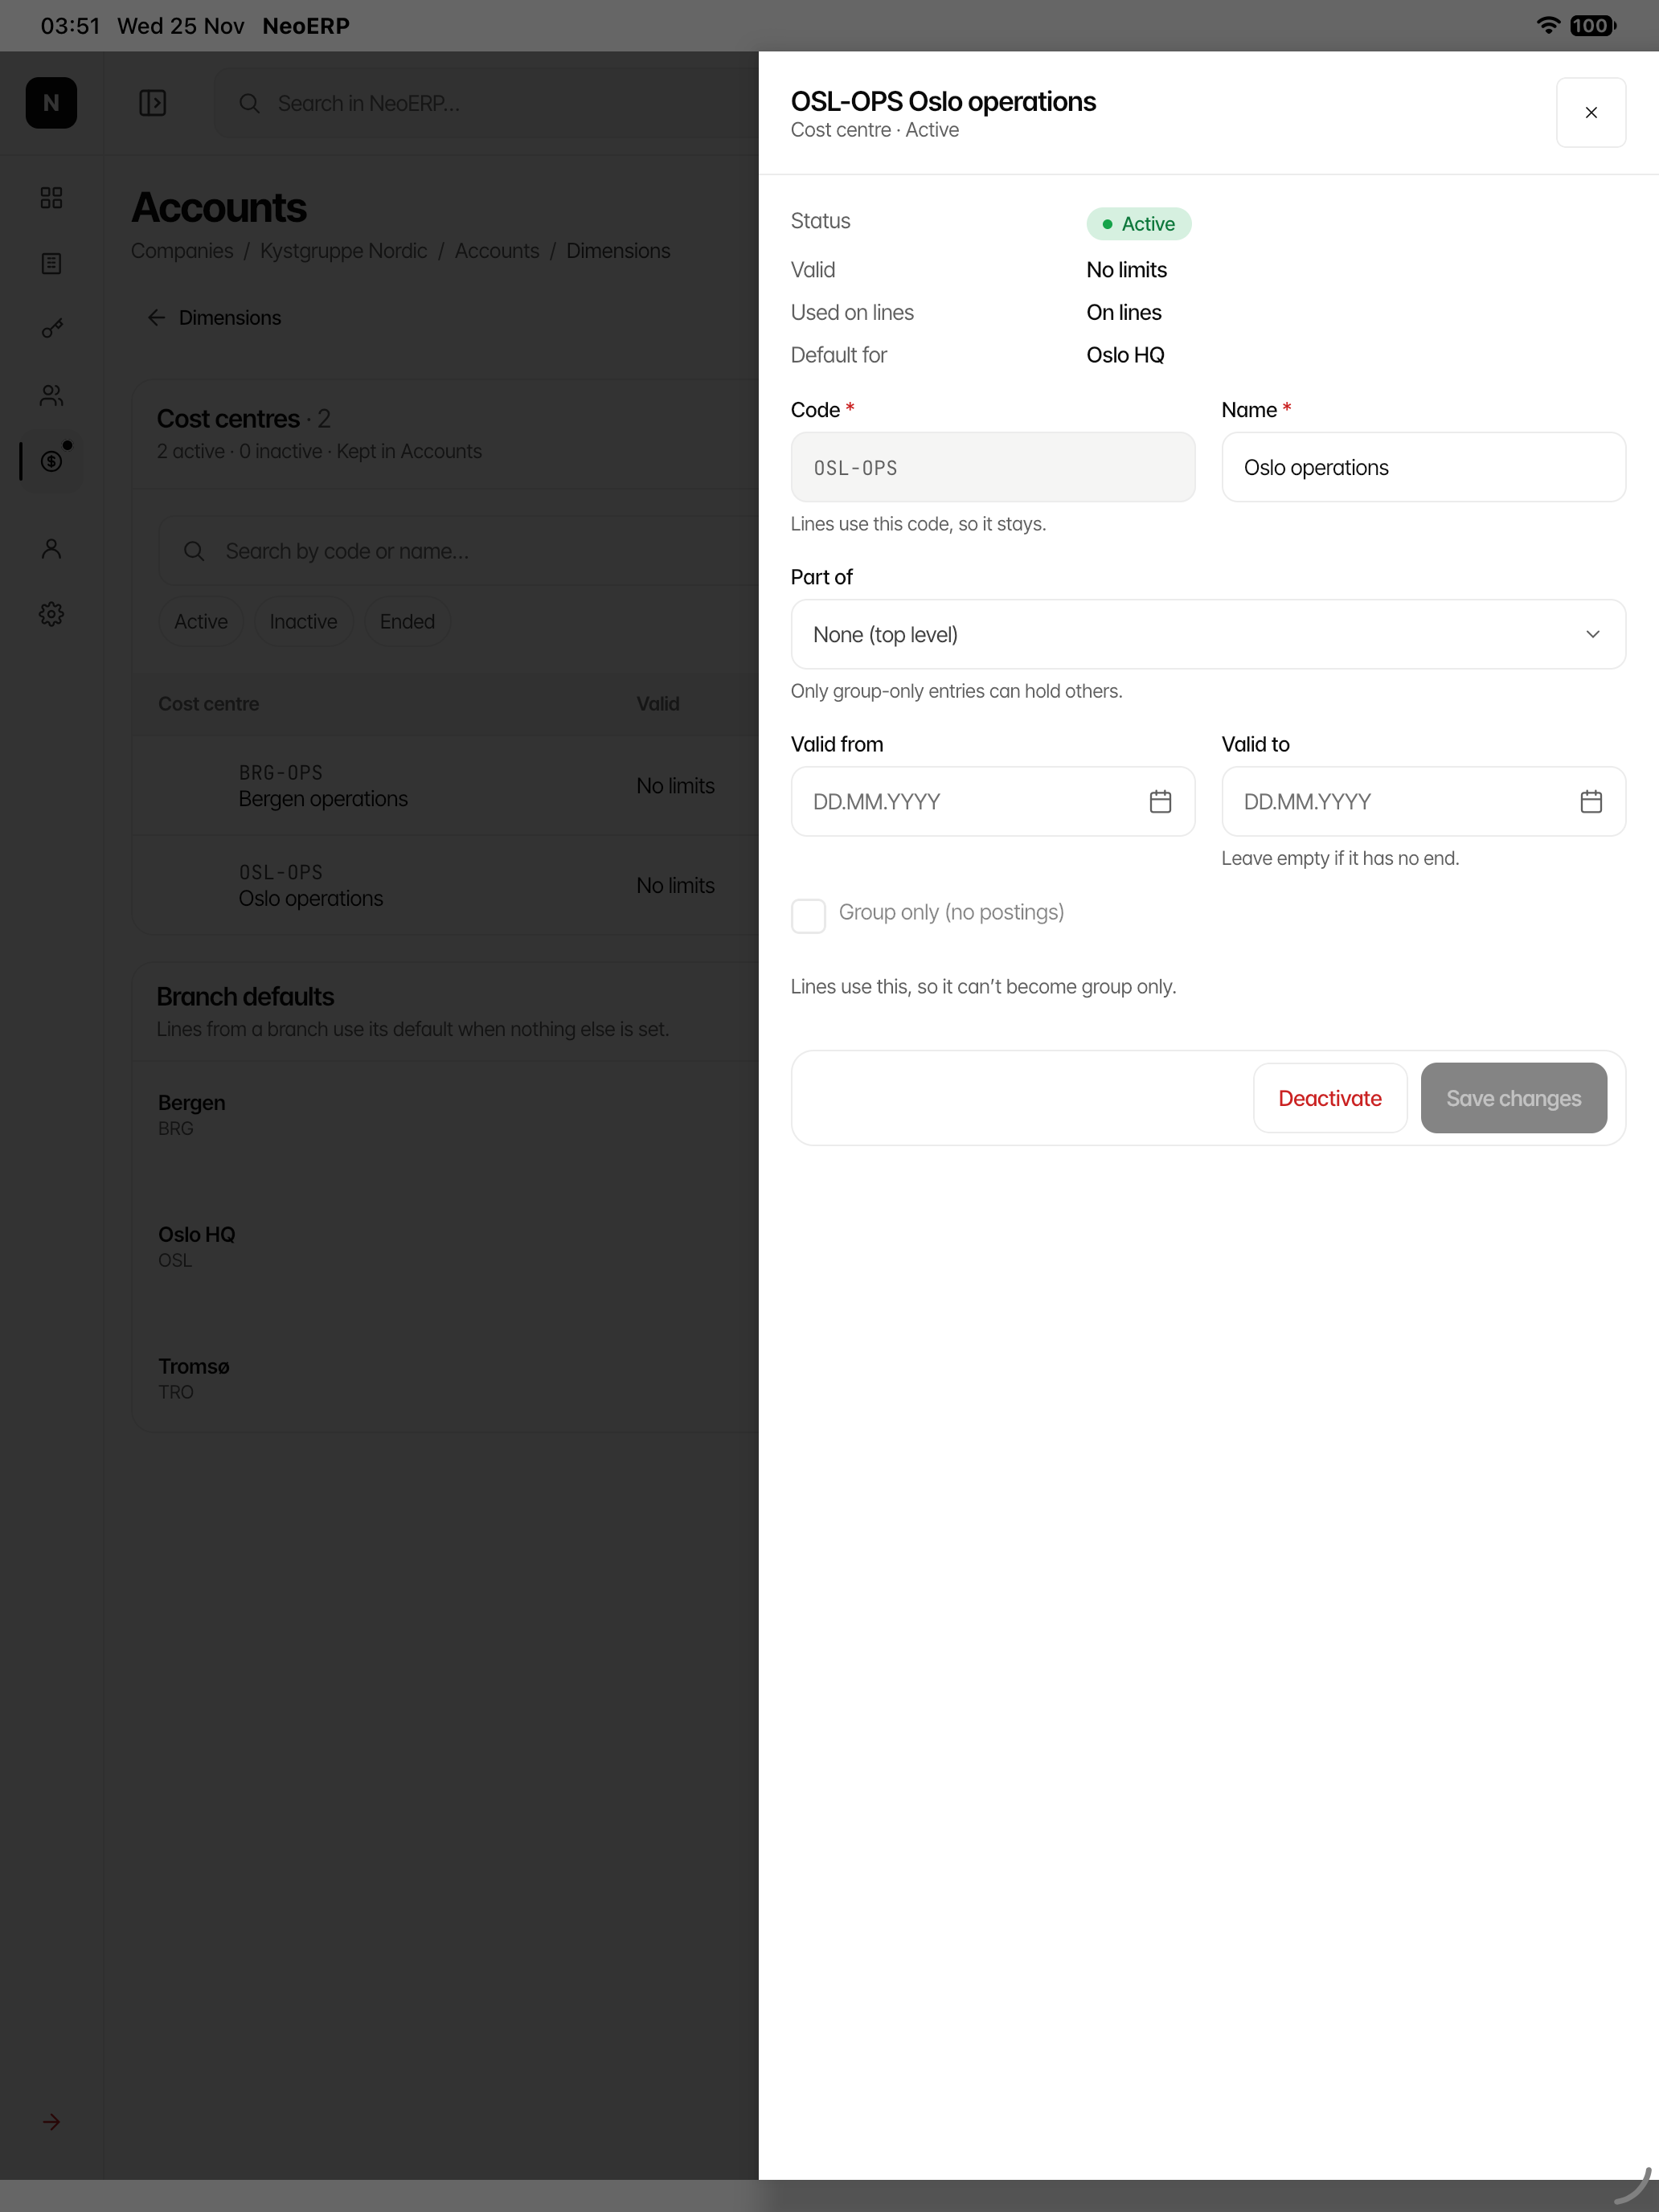 03:51 Wed 25 Nov NeoERP
100
N
Search in NeoERP...
Accounts
Companies / Kystgruppe Nordic / Accounts / Dimensions
Dimensions
Cost centres · 2
2 active · 0 inactive · Kept in Accounts
Search by code or name...
Active Inactive Ended
Cost centre Valid
BRG-OPS
Bergen operations
No limits
OSL-OPS
Oslo operations
No limits
Branch defaults
Lines from a branch use its default when nothing else is set.
Bergen
BRG
Oslo HQ
OSL
Tromsø
TRO
OSL-OPS Oslo operations
Cost centre · Active
Status Active
Valid No limits
Used on lines On lines
Default for Oslo HQ
Code * Name *
OSL-OPS Oslo operations
Lines use this code, so it stays.
Part of
None (top level)
Only group-only entries can hold others.
Valid from Valid to
DD.MM.YYYY DD.MM.YYYY
Leave empty if it has no end.
Group only (no postings)
Lines use this, so it can’t become group only.
Deactivate Save changes